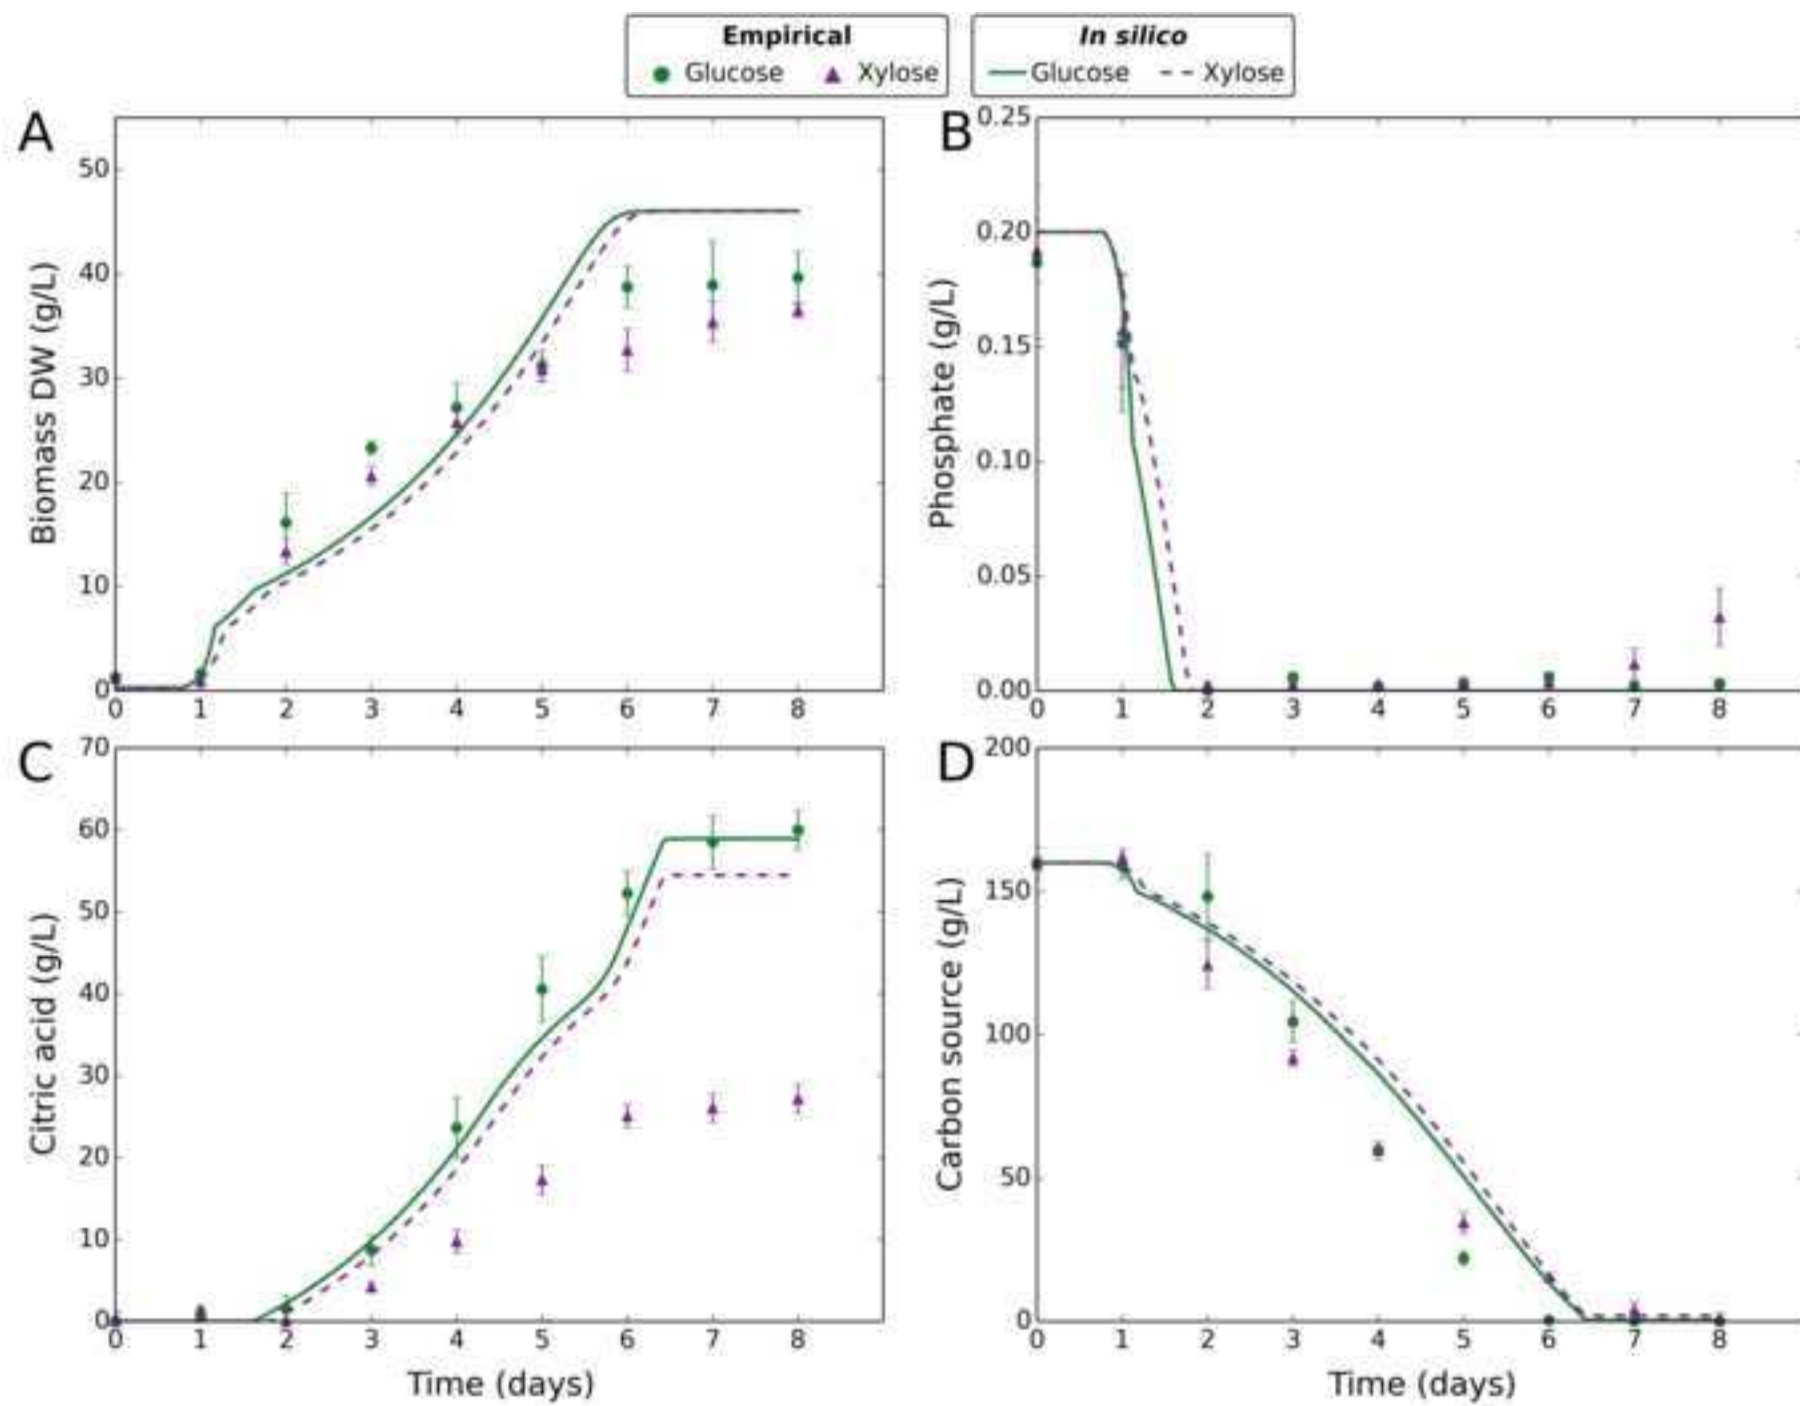 Empirical
Glucose Xylose
In silico
Glucose Xylose
A
Biomass DW (g/L)
50
40
30
20
10
0
0 1 2 3 4 5 6 7 8
B
Phosphate (g/L)
0.25
0.20
0.15
0.10
0.05
0.00
0 1 2 3 4 5 6 7 8
C
Citric acid (g/L)
70
60
50
40
30
20
10
0
0 1 2 3 4 5 6 7 8
Time (days)
D
Carbon source (g/L)
200
150
100
50
0
0 1 2 3 4 5 6 7 8
Time (days)